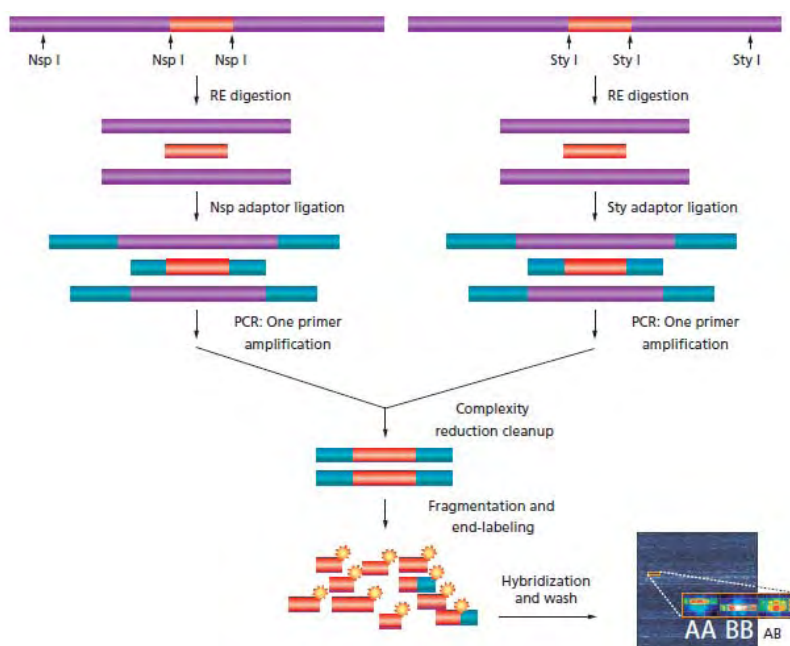 Nsp I
Nsp I
Nsp I
Sty I
Sty I
Sty I
RE digestion
RE digestion
Nsp adaptor ligation
Sty adaptor ligation
PCR: One primer
amplification
PCR: One primer
amplification
Complexity
reduction cleanup
Fragmentation and
end-labeling
Hybridization
and wash
AA BB AB